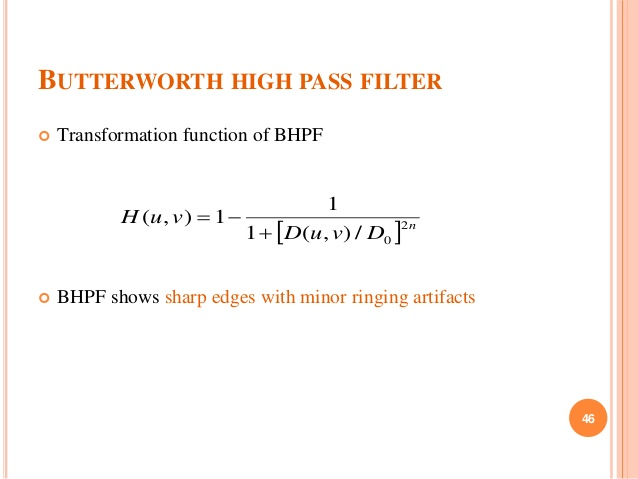 BUTTERWORTH HIGH PASS FILTER
Transformation function of BHPF
H(u,v) = 1 − 1 / (1 + [D(u,v) / D₀]²ⁿ)
BHPF shows sharp edges with minor ringing artifacts
46